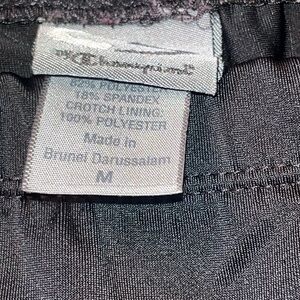 Champion
82% POLYESTER
18% SPANDEX
CROTCH LINING:
100% POLYESTER
Made in
Brunei Darussalam
M